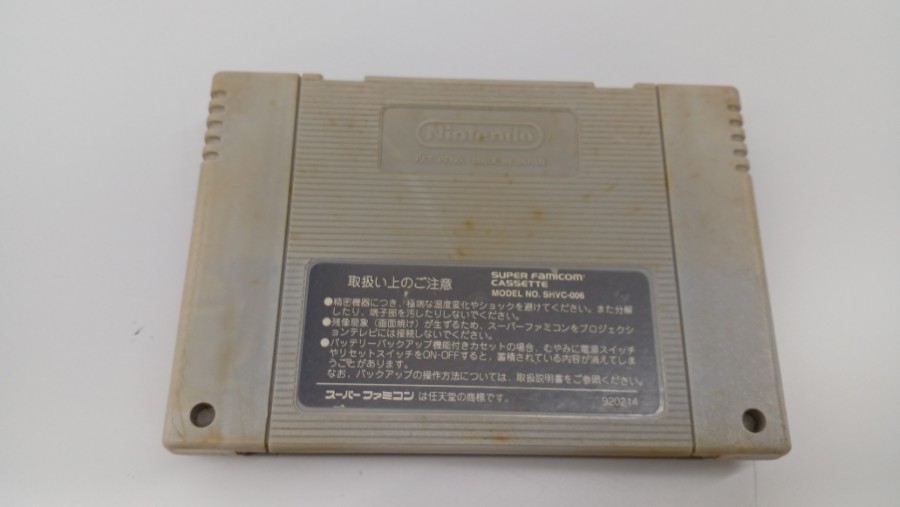 Nintendo
取扱い上のご注意
SUPER FAMICOM
CASSETTE
MODEL NO. SHVC-006
●精密機器につき、極端な温度変化やショックを避けてください。また分解
したり、端子部を汚したりしないでください。
●残像現象（画面焼け）が生ずるため、スーパーファミコンをプロジェクシ
ョンテレビには接続しないでください。
●バッテリーバックアップ機能付きカセットの場合、むやみに電源スイッチ
やリセットスイッチをON・OFFすると、蓄積されている内容が消えてしま
うことがあります。
なお、バックアップの操作方法については、取扱説明書をご参照ください。
スーパーファミコンは任天堂の商標です。
920214